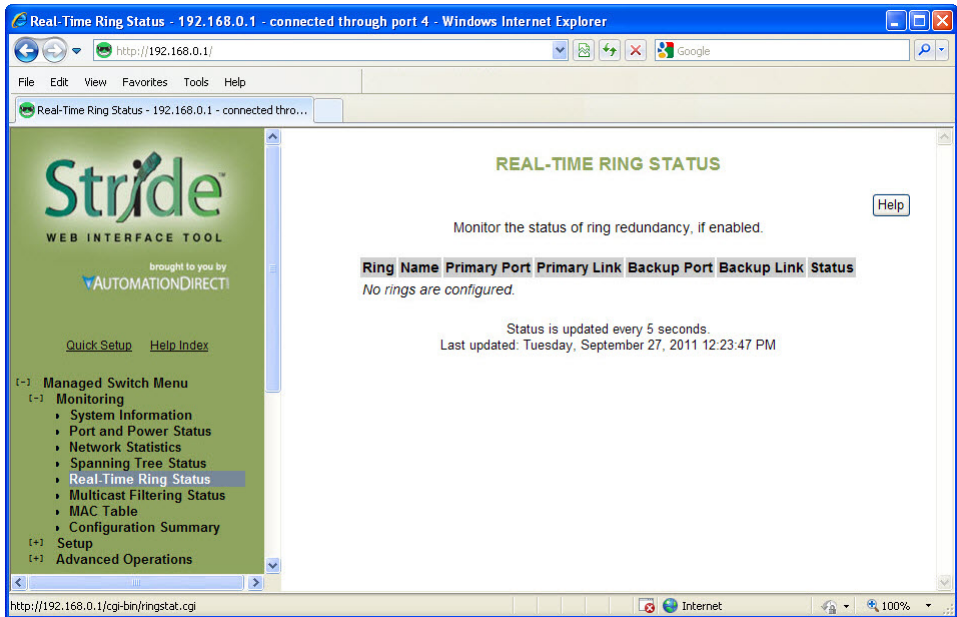 Real-Time Ring Status - 192.168.0.1 - connected through port 4 - Windows Internet Explorer
http://192.168.0.1/
Google
File Edit View Favorites Tools Help
Real-Time Ring Status - 192.168.0.1 - connected thro...
Stride™
WEB INTERFACE TOOL
brought to you by
AUTOMATIONDIRECT
Quick Setup Help Index
[-] Managed Switch Menu
[-] Monitoring
System Information
Port and Power Status
Network Statistics
Spanning Tree Status
Real-Time Ring Status
Multicast Filtering Status
MAC Table
Configuration Summary
[+] Setup
[+] Advanced Operations
REAL-TIME RING STATUS
Help
Monitor the status of ring redundancy, if enabled.
Ring Name Primary Port Primary Link Backup Port Backup Link Status
No rings are configured.
Status is updated every 5 seconds.
Last updated: Tuesday, September 27, 2011 12:23:47 PM
http://192.168.0.1/cgi-bin/ringstat.cgi
Internet
100%